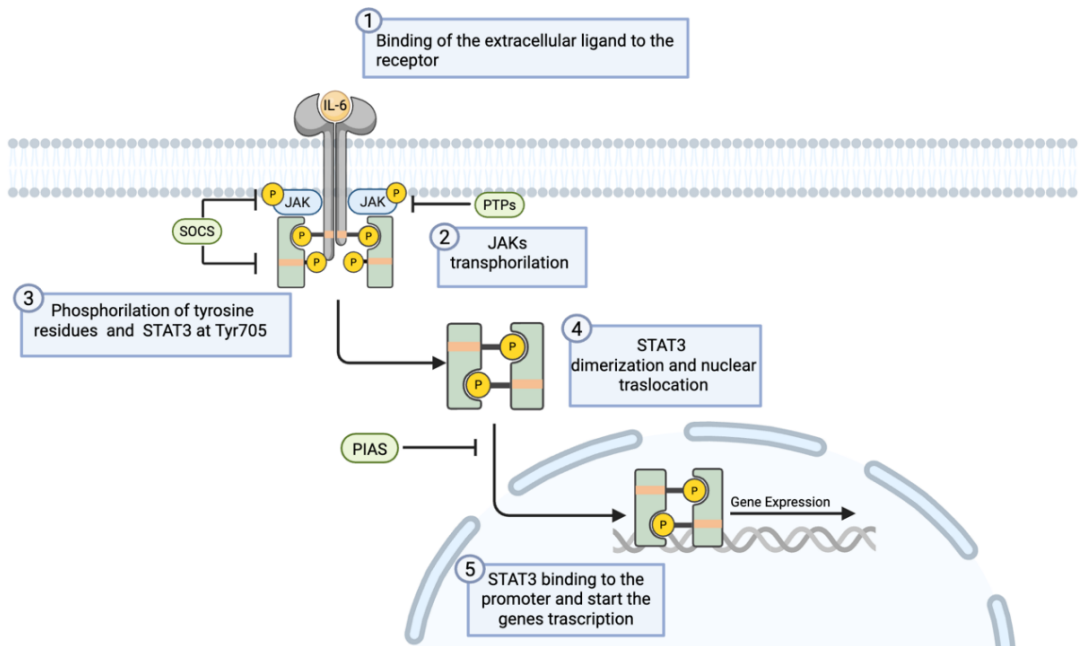 1
Binding of the extracellular ligand to the
receptor
IL-6
P
JAK
JAK
P
SOCS
PTPs
P
P
P
P
2
JAKs
transphorilation
3
Phosphorilation of tyrosine
residues and STAT3 at Tyr705
P
P
4
STAT3
dimerization and nuclear
traslocation
PIAS
P
P
Gene Expression
5
STAT3 binding to the
promoter and start the
genes trascription